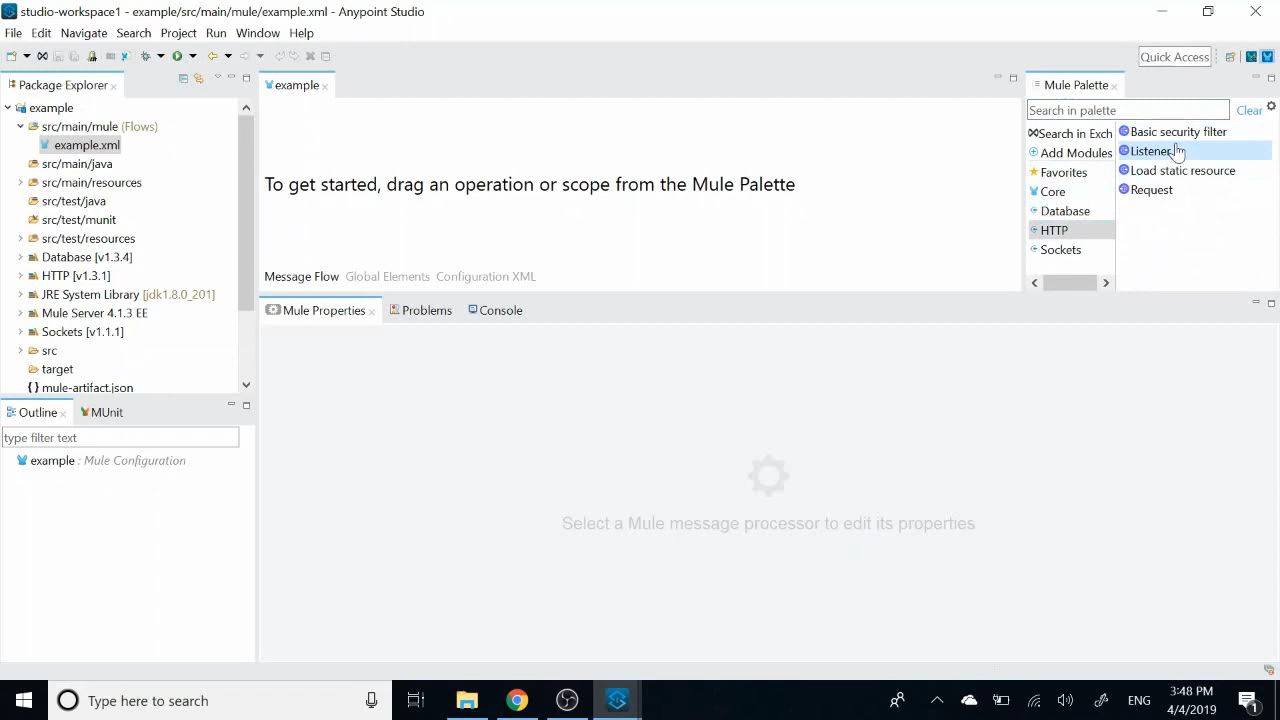 studio-workspace1 - example/src/main/mule/example.xml - Anypoint Studio
File Edit Navigate Search Project Run Window Help
Quick Access
Package Explorer
example
src/main/mule (Flows)
example.xml
src/main/java
src/main/resources
src/test/java
src/test/munit
src/test/resources
Database [v1.3.4]
HTTP [v1.3.1]
JRE System Library [jdk1.8.0_201]
Mule Server 4.1.3 EE
Sockets [v1.1.1]
src
target
mule-artifact.json
Outline MUnit
type filter text
example : Mule Configuration
example
To get started, drag an operation or scope from the Mule Palette
Message Flow Global Elements Configuration XML
Mule Properties Problems Console
Select a Mule message processor to edit its properties
Mule Palette
Search in palette Clear
Search in Exch
Add Modules
Favorites
Core
Database
HTTP
Sockets
Basic security filter
Listener
Load static resource
Request
Type here to search
ENG
3:48 PM
4/4/2019
1